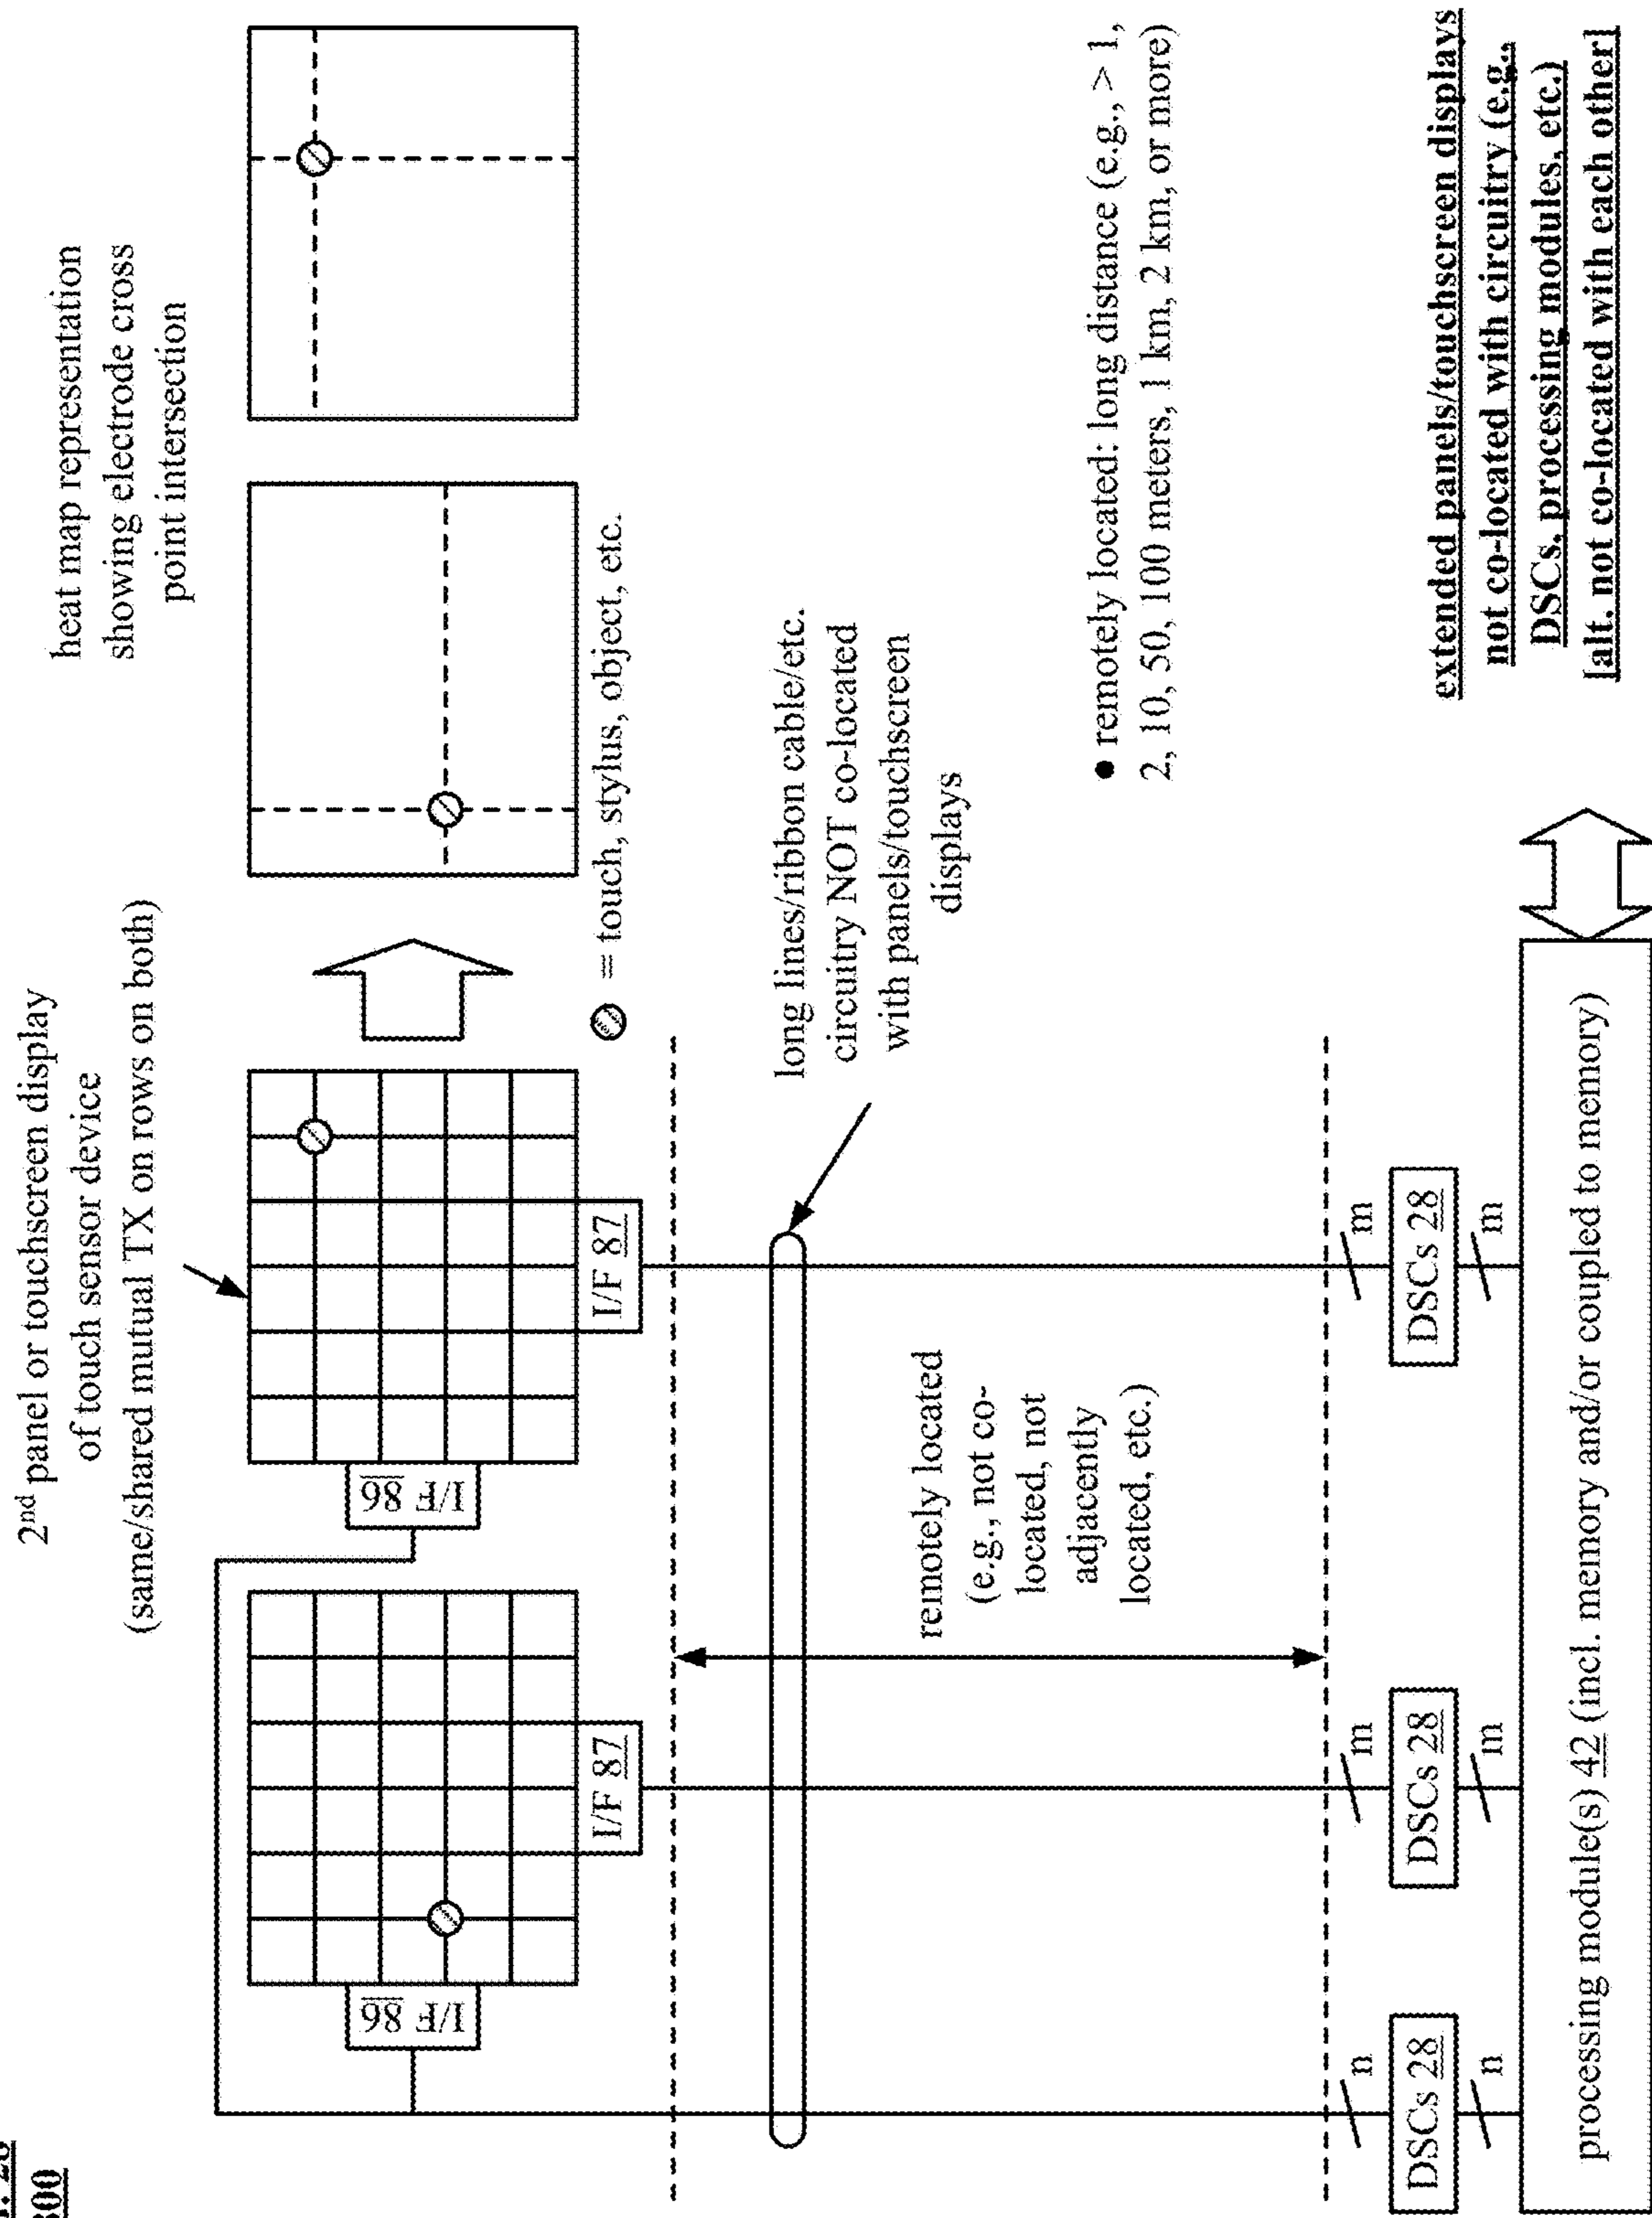 2nd panel or touchscreen display
of touch sensor device
(same/shared mutual TX on rows on both)
heat map representation
showing electrode cross
point intersection
I/F 86
I/F 86
I/F 87
I/F 87
= touch, stylus, object, etc.
long lines/ribbon cable/etc.
circuitry NOT co-located
with panels/touchscreen
displays
remotely located
(e.g., not co-
located, not
adjacently
located, etc.)
● remotely located: long distance (e.g., > 1,
2, 10, 50, 100 meters, 1 km, 2 km, or more)
n
m
m
DSCs 28
DSCs 28
DSCs 28
n
m
m
processing module(s) 42 (incl. memory and/or coupled to memory)
extended panels/touchscreen displays
not co-located with circuitry (e.g.,
DSCs, processing modules, etc.)
[alt. not co-located with each other]